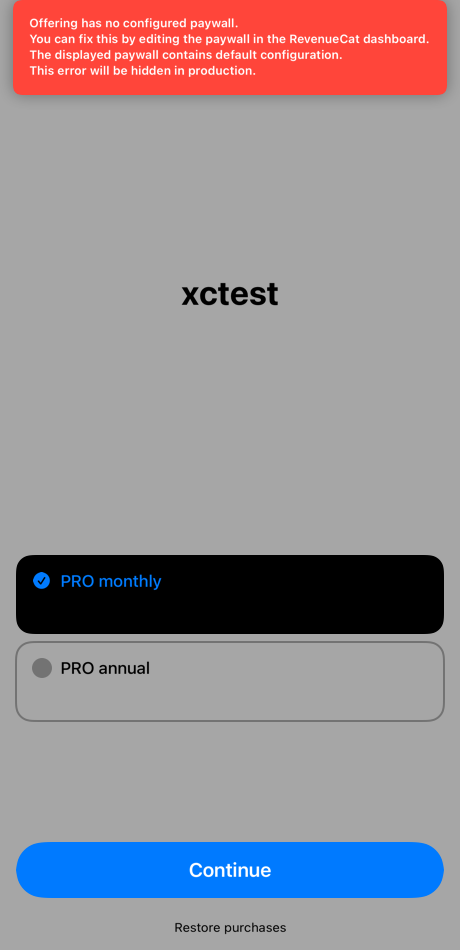 Offering has no configured paywall.
You can fix this by editing the paywall in the RevenueCat dashboard.
The displayed paywall contains default configuration.
This error will be hidden in production.
xctest
PRO monthly
PRO annual
Continue
Restore purchases